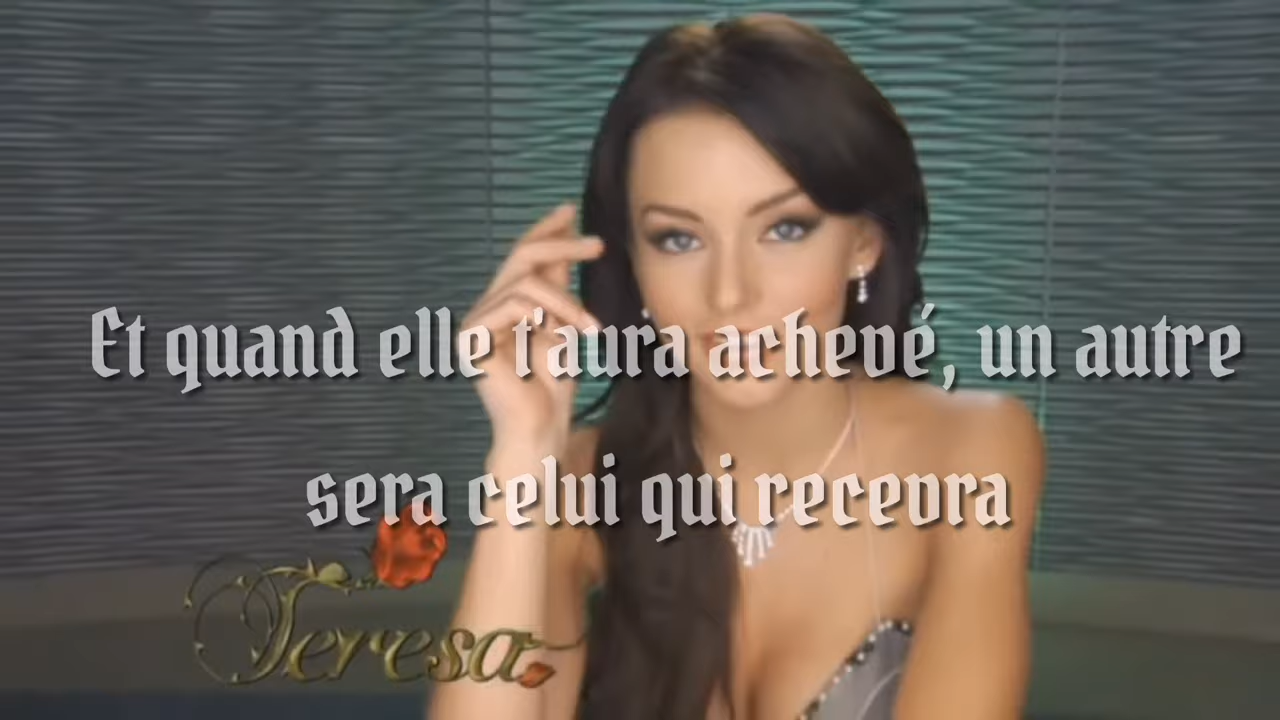 Et quand elle t'aura achevé, un autre
sera celui qui recevra
Teresa